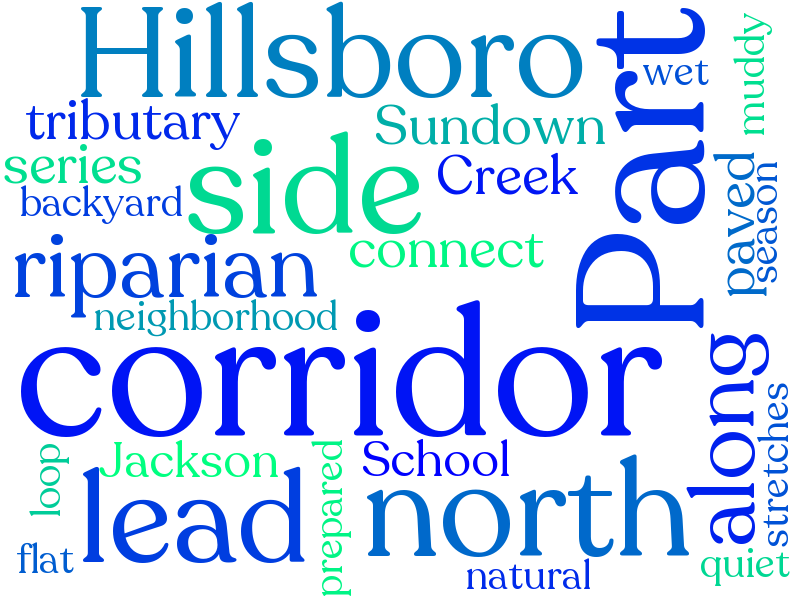 Hillsboro
Part
wet
muddy
tributary
Sundown
series
side
Creek
backyard
paved
season
riparian
connect
neighborhood
corridor
along
stretches
loop
Jackson
prepared
School
lead
north
flat
natural
quiet